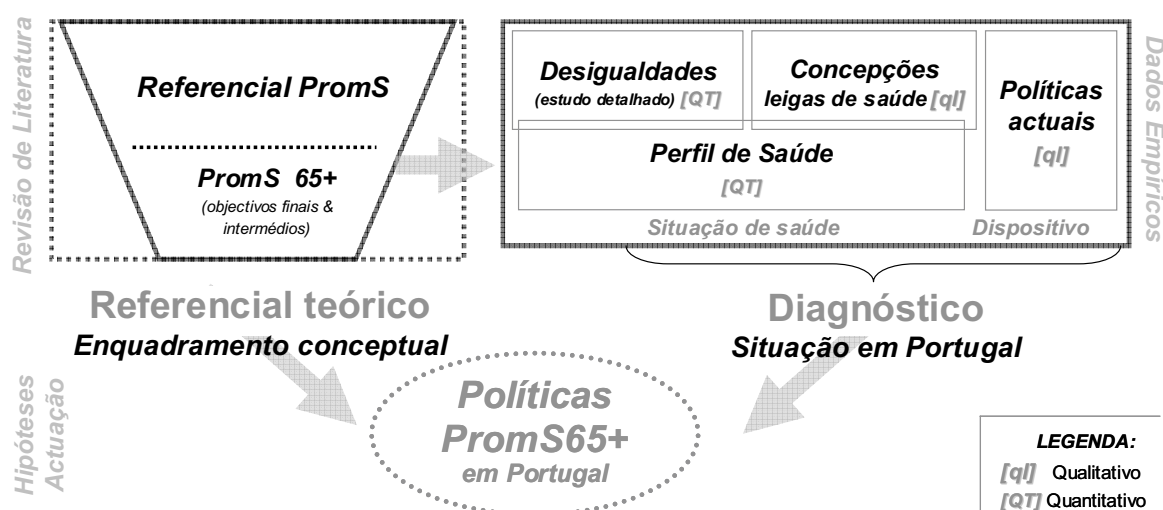 Revisão de Literatura
Referencial PromS
PromS 65+
(objectivos finais &
intermédios)
Desigualdades
(estudo detalhado) [QT]
Concepções
leigas de saúde [ql]
Políticas
actuais
[ql]
Perfil de Saúde
[QT]
Situação de saúde
Dispositivo
Dados Empíricos
Referencial teórico
Enquadramento conceptual
Diagnóstico
Situação em Portugal
Hipóteses
Actuação
Políticas
PromS65+
em Portugal
LEGENDA:
[ql] Qualitativo
[QT] Quantitativo